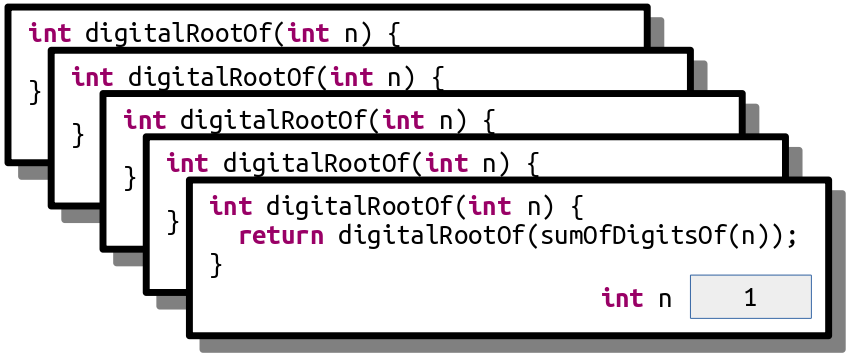 int digitalRootOf(int n) {
}
int digitalRootOf(int n) {
}
int digitalRootOf(int n) {
}
int digitalRootOf(int n) {
}
int digitalRootOf(int n) {
  return digitalRootOf(sumOfDigitsOf(n));
}
int n 1